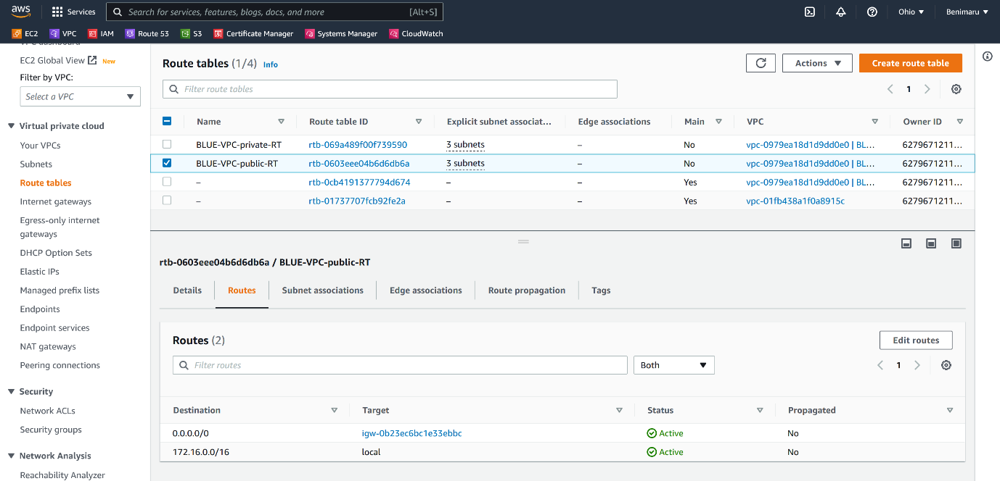 aws Services Search for services, features, blogs, docs, and more [Alt+S] Ohio Benimaru
EC2 VPC IAM Route 53 S3 Certificate Manager Systems Manager CloudWatch
VPC dashboard
EC2 Global View New
Filter by VPC:
Select a VPC
Virtual private cloud
Your VPCs
Subnets
Route tables
Internet gateways
Egress-only internet
gateways
DHCP Option Sets
Elastic IPs
Managed prefix lists
Endpoints
Endpoint services
NAT gateways
Peering connections
Security
Network ACLs
Security groups
Network Analysis
Reachability Analyzer
Route tables (1/4) Info
Actions
Create route table
Filter route tables
1
Name Route table ID Explicit subnet associat... Edge associations Main VPC Owner ID
BLUE-VPC-private-RT rtb-069a489f00f739590 3 subnets – No vpc-0979ea18d1d9dd0e0 | BL... 6279671211...
BLUE-VPC-public-RT rtb-0603eee04b6d6db6a 3 subnets – No vpc-0979ea18d1d9dd0e0 | BL... 6279671211...
– rtb-0cb4191377794d674 – – Yes vpc-0979ea18d1d9dd0e0 | BL... 6279671211...
– rtb-01737707fcb92fe2a – – Yes vpc-01fb438a1f0a8915c 6279671211...
rtb-0603eee04b6d6db6a / BLUE-VPC-public-RT
Details Routes Subnet associations Edge associations Route propagation Tags
Routes (2)
Edit routes
Filter routes
Both
1
Destination Target Status Propagated
0.0.0.0/0 igw-0b23ec6bc1e33ebbc Active No
172.16.0.0/16 local Active No